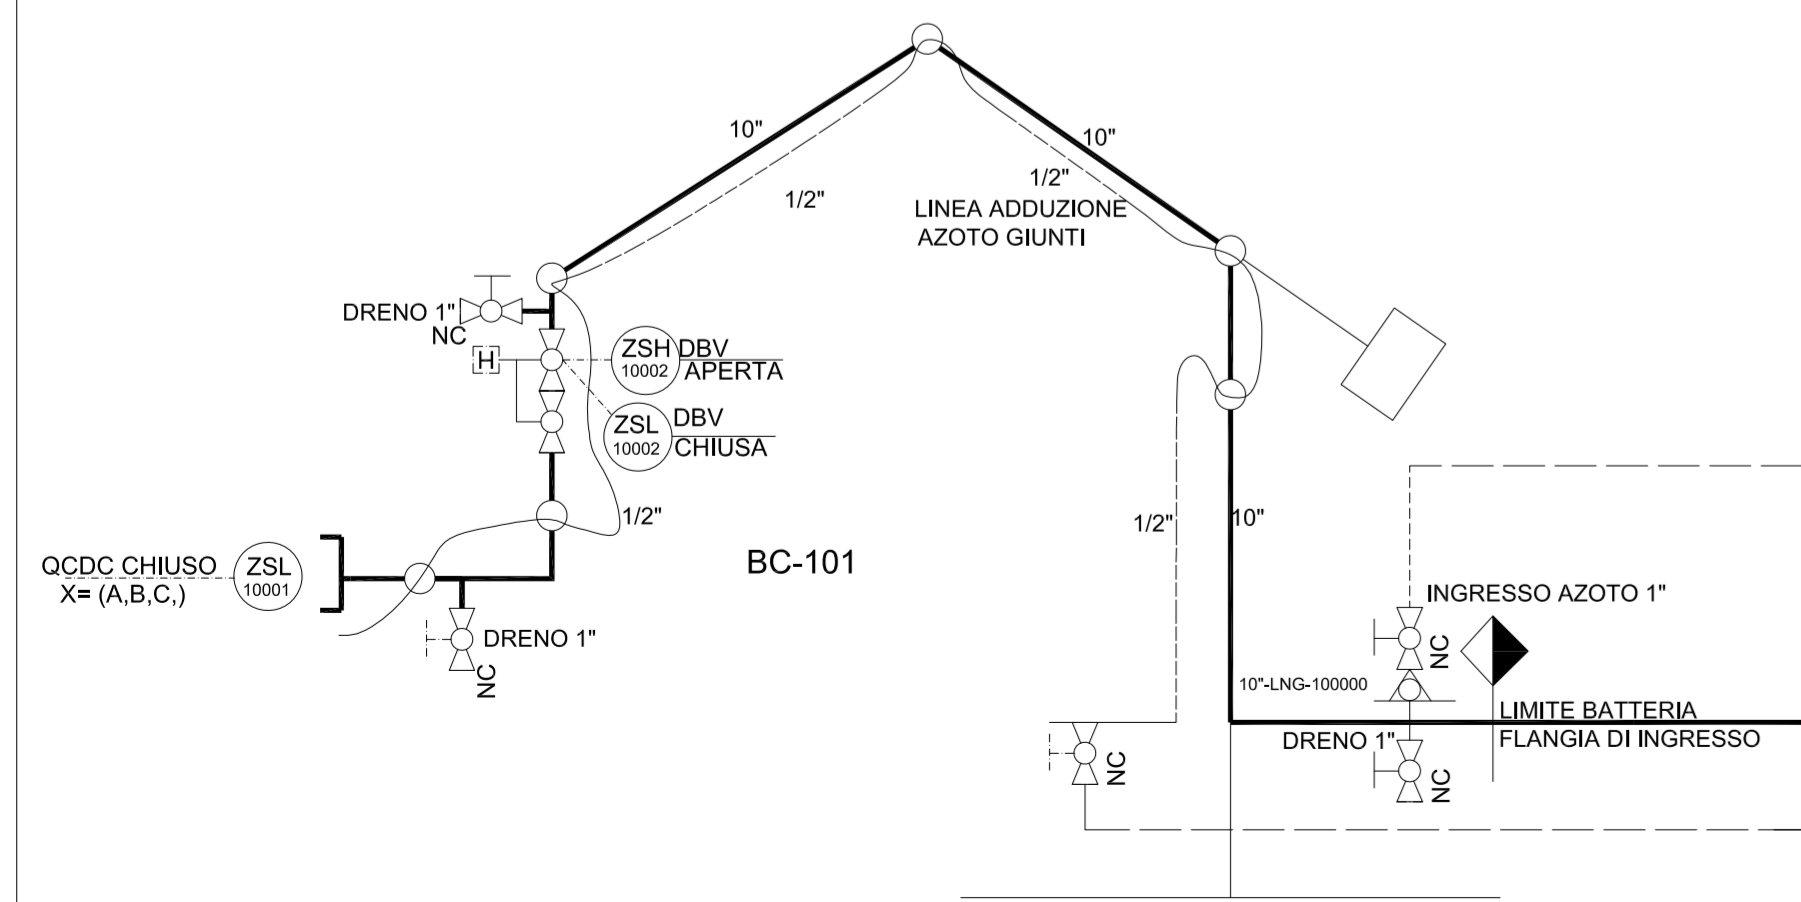 10"
10"
1/2"
1/2"
LINEA ADDUZIONE
AZOTO GIUNTI
DRENO 1"
NC
H
ZSH
10002
DBV
APERTA
ZSL
10002
DBV
CHIUSA
1/2"
1/2"
10"
QCDC CHIUSO
X= (A,B,C,)
ZSL
10001
BC-101
DRENO 1"
NC
INGRESSO AZOTO 1"
NC
10"-LNG-100000
LIMITE BATTERIA
FLANGIA DI INGRESSO
DRENO 1"
NC
NC